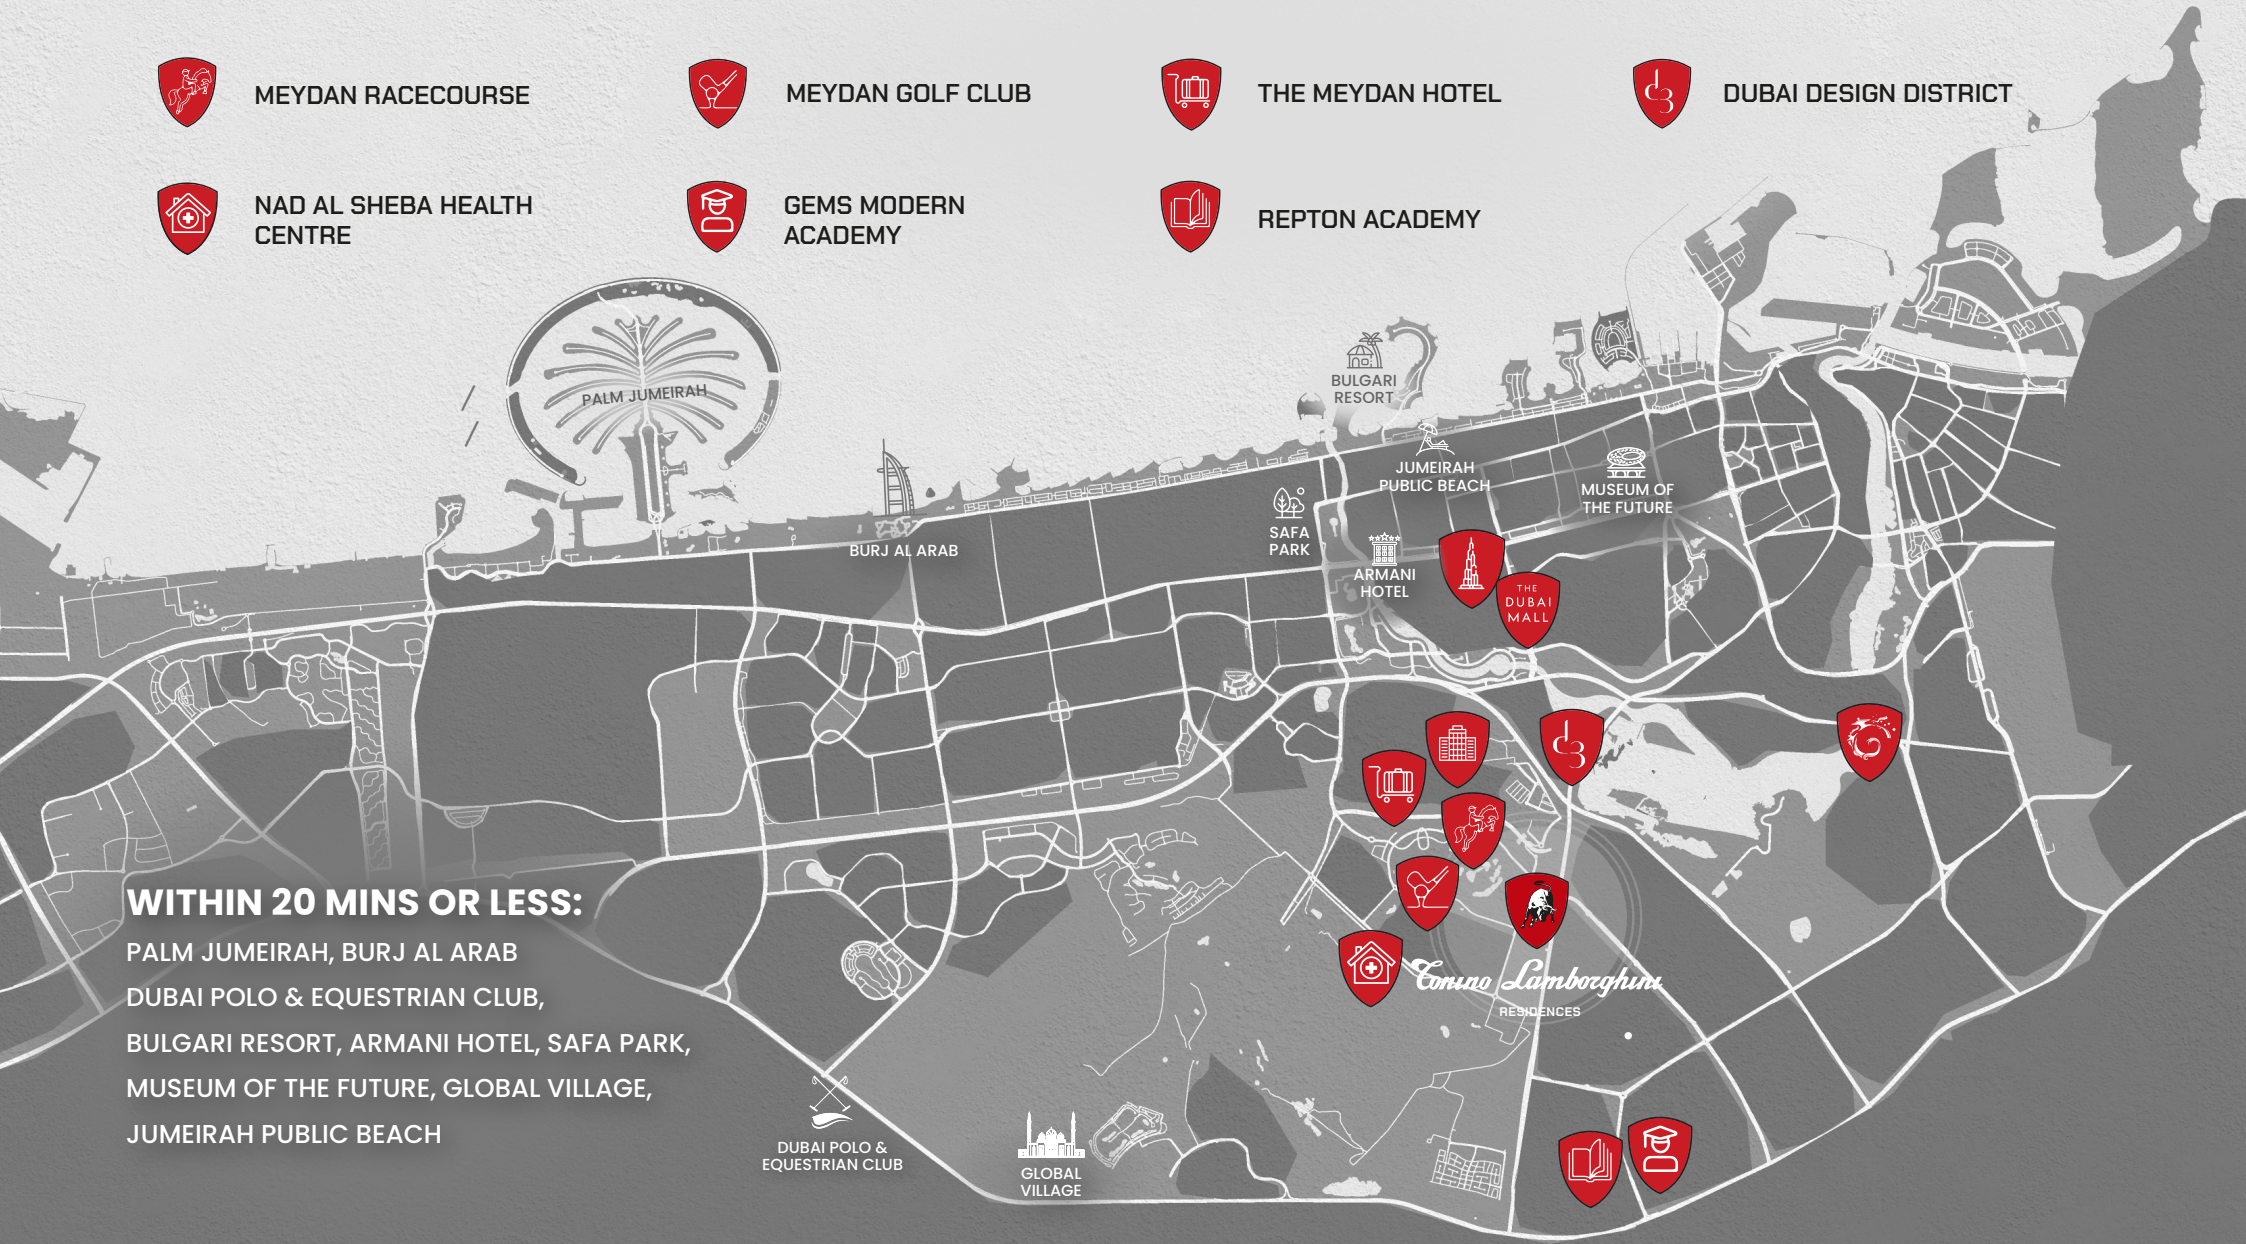 MEYDAN RACECOURSE
MEYDAN GOLF CLUB
THE MEYDAN HOTEL
d3
DUBAI DESIGN DISTRICT
NAD AL SHEBA HEALTH
CENTRE
GEMS MODERN
ACADEMY
REPTON ACADEMY
PALM JUMEIRAH
BULGARI
RESORT
JUMEIRAH
PUBLIC BEACH
MUSEUM OF
THE FUTURE
SAFA
PARK
BURJ AL ARAB
ARMANI
HOTEL
THE
DUBAI
MALL
d3
WITHIN 20 MINS OR LESS:
PALM JUMEIRAH, BURJ AL ARAB
DUBAI POLO & EQUESTRIAN CLUB,
BULGARI RESORT, ARMANI HOTEL, SAFA PARK,
MUSEUM OF THE FUTURE, GLOBAL VILLAGE,
JUMEIRAH PUBLIC BEACH
Tonino Lamborghini
RESIDENCES
DUBAI POLO &
EQUESTRIAN CLUB
GLOBAL
VILLAGE